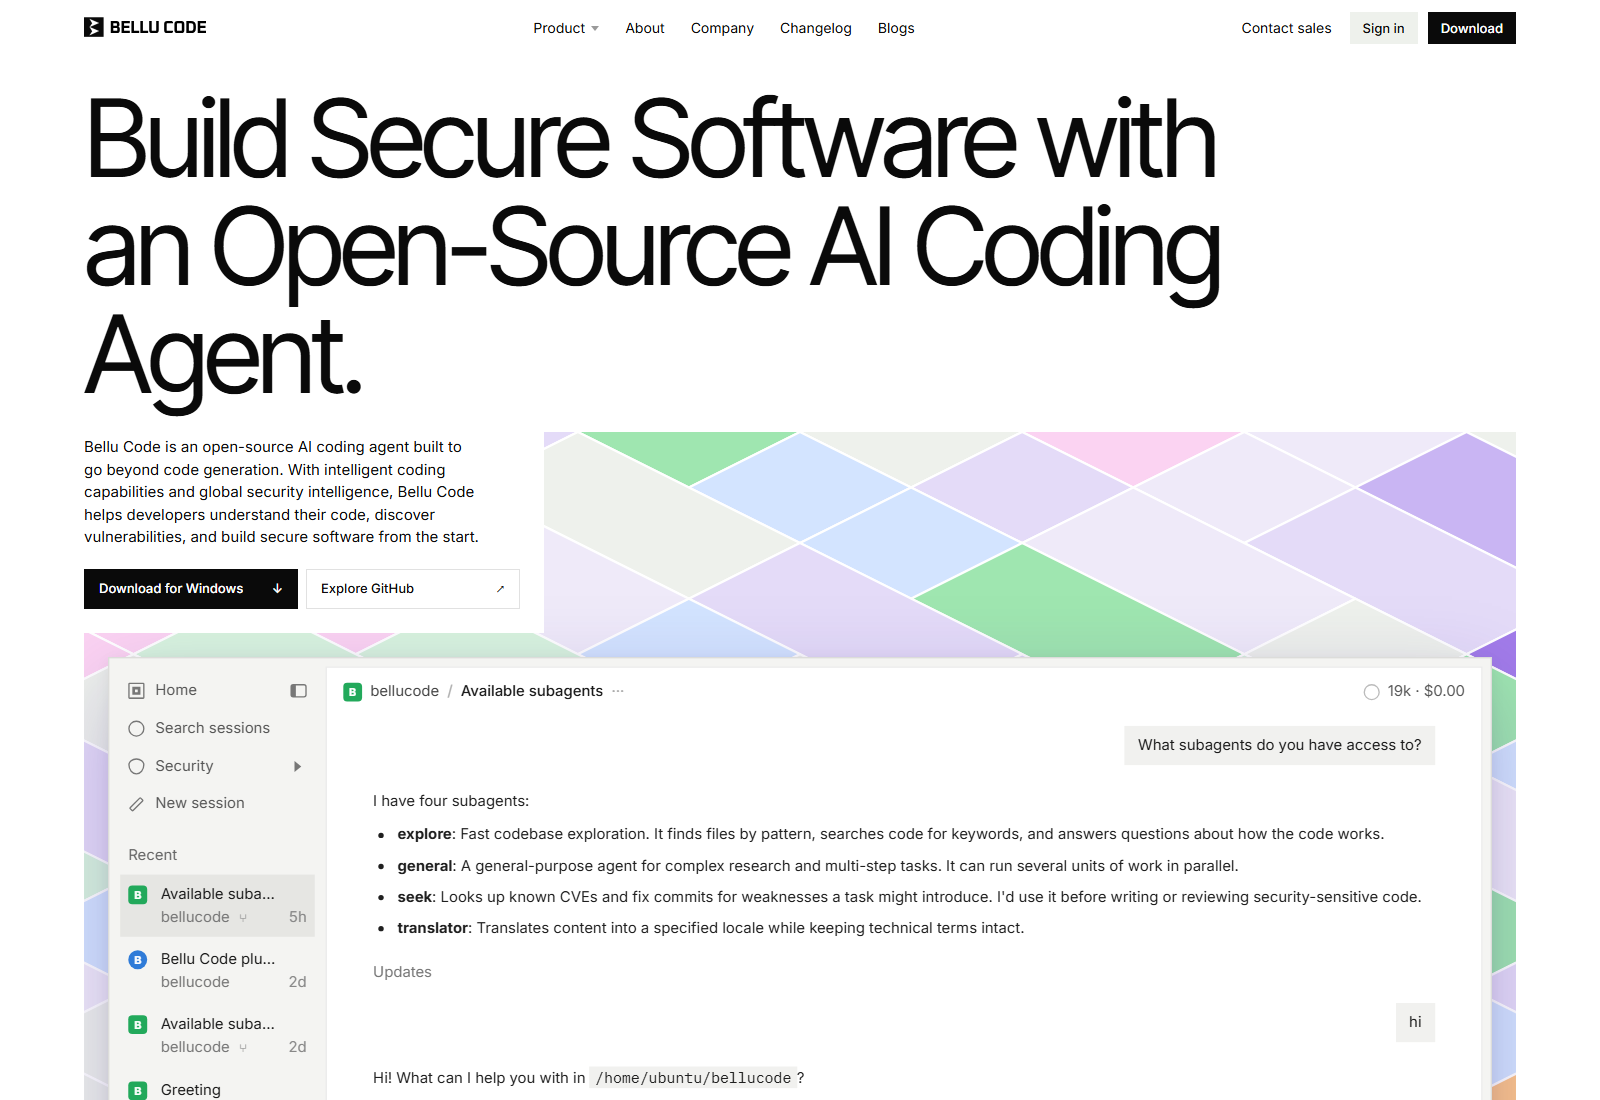 BELLU CODE
Product
About
Company
Changelog
Blogs
Contact sales
Sign in
Download
Build Secure Software with
an Open-Source AI Coding
Agent.
Bellu Code is an open-source AI coding agent built to
go beyond code generation. With intelligent coding
capabilities and global security intelligence, Bellu Code
helps developers understand their code, discover
vulnerabilities, and build secure software from the start.
Download for Windows ↓
Explore GitHub ↗
Home
Search sessions
Security
New session
Recent
B Available suba...
bellucode 5h
B Bellu Code plu...
bellucode 2d
B Available suba...
bellucode 2d
B Greeting
B bellucode / Available subagents ...
19k · $0.00
What subagents do you have access to?
I have four subagents:
• explore: Fast codebase exploration. It finds files by pattern, searches code for keywords, and answers questions about how the code works.
• general: A general-purpose agent for complex research and multi-step tasks. It can run several units of work in parallel.
• seek: Looks up known CVEs and fix commits for weaknesses a task might introduce. I'd use it before writing or reviewing security-sensitive code.
• translator: Translates content into a specified locale while keeping technical terms intact.
Updates
hi
Hi! What can I help you with in /home/ubuntu/bellucode ?